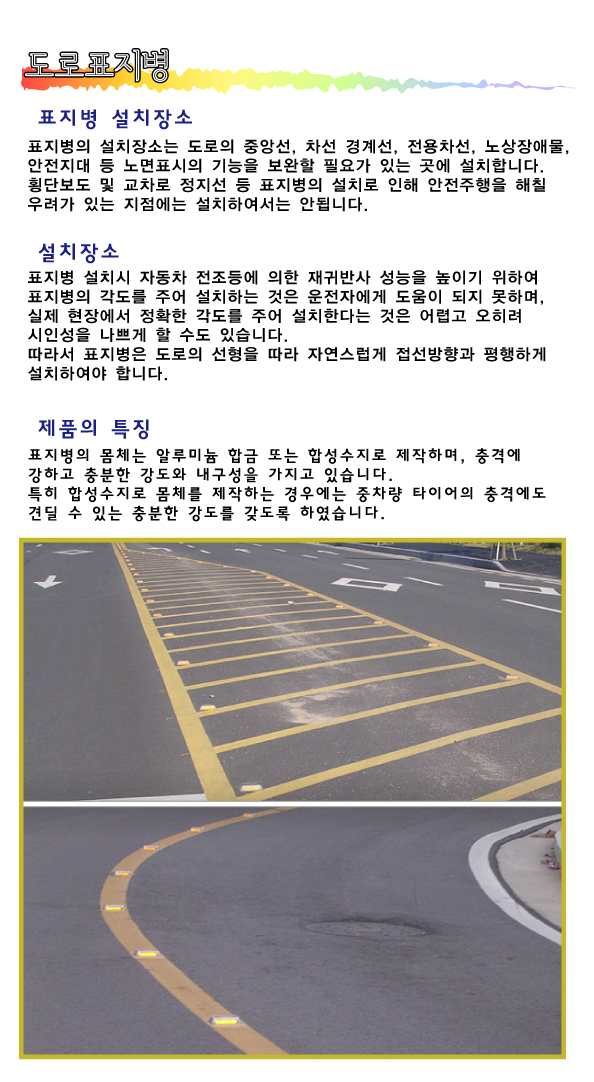 도로표지병
표지병 설치장소
표지병의 설치장소는 도로의 중앙선, 차선 경계선, 전용차선, 노상장애물,
안전지대 등 노면표시의 기능을 보완할 필요가 있는 곳에 설치합니다.
횡단보도 및 교차로 정지선 등 표지병의 설치로 인해 안전주행을 해칠
우려가 있는 지점에는 설치하여서는 안됩니다.
설치장소
표지병 설치시 자동차 전조등에 의한 재귀반사 성능을 높이기 위하여
표지병의 각도를 주어 설치하는 것은 운전자에게 도움이 되지 못하며,
실제 현장에서 정확한 각도를 주어 설치한다는 것은 어렵고 오히려
시인성을 나쁘게 할 수도 있습니다.
따라서 표지병은 도로의 선형을 따라 자연스럽게 접선방향과 평행하게
설치하여야 합니다.
제품의 특징
표지병의 몸체는 알루미늄 합금 또는 합성수지로 제작하며, 충격에
강하고 충분한 강도와 내구성을 가지고 있습니다.
특히 합성수지로 몸체를 제작하는 경우에는 중차량 타이어의 충격에도
견딜 수 있는 충분한 강도를 갖도록 하였습니다.